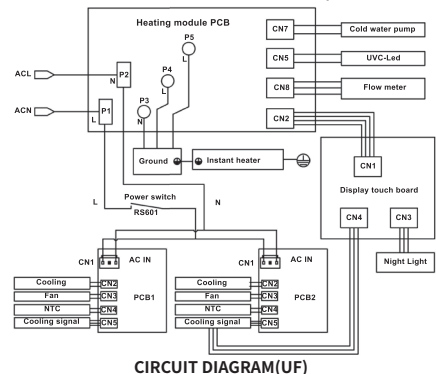 Heating module PCB
CN7 Cold water pump
P5
L
CN5 UVC-Led
ACL P2 P4
N L
CN8 Flow meter
ACN P1 P3
L N
CN2
CN1
Ground Instant heater
Display touch board
Power switch
L N
RS601
CN4 CN3
Night Light
CN1 AC IN CN1 AC IN
Cooling CN2 Cooling CN2
Fan CN3 PCB1 Fan CN3 PCB2
NTC CN4 NTC CN4
Cooling signal CN5 Cooling signal CN5
CIRCUIT DIAGRAM(UF)